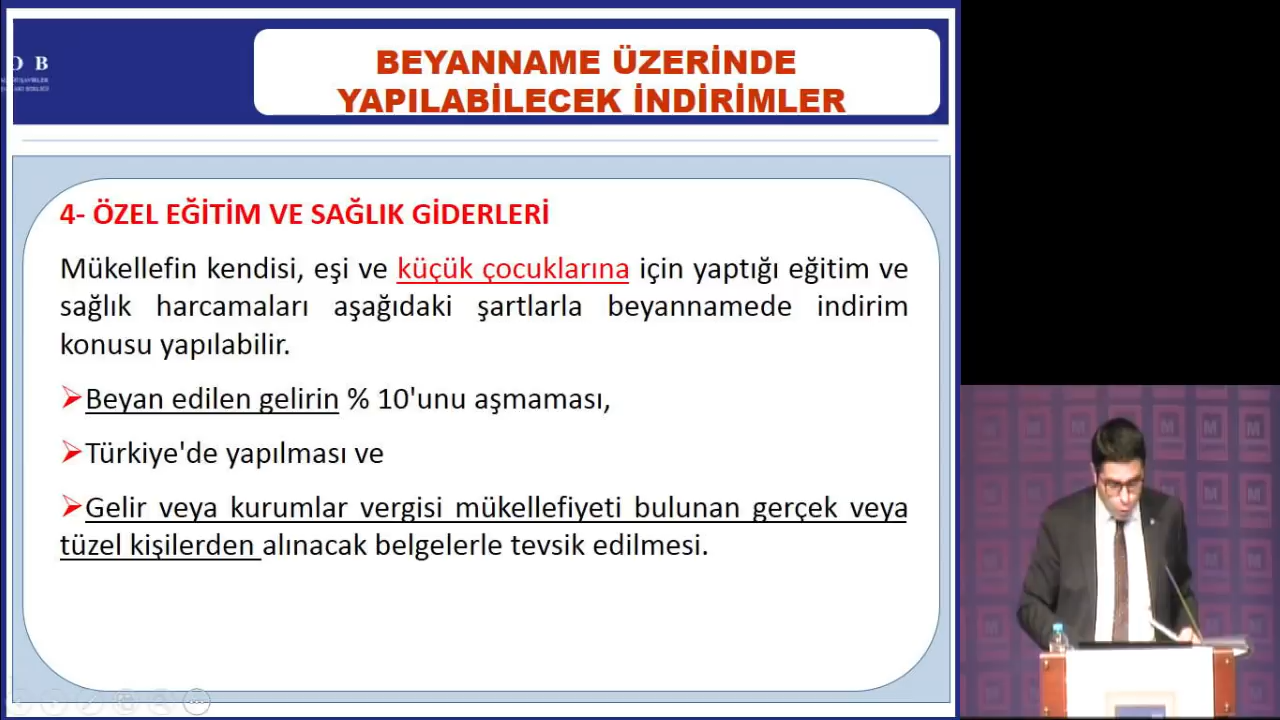 O B
BEYANNAME ÜZERİNDE
YAPILABİLECEK İNDİRİMLER
4- ÖZEL EĞİTİM VE SAĞLIK GİDERLERİ
Mükellefin kendisi, eşi ve küçük çocuklarına için yaptığı eğitim ve
sağlık harcamaları aşağıdaki şartlarla beyannamede indirim
konusu yapılabilir.
Beyan edilen gelirin % 10'unu aşmaması,
Türkiye'de yapılması ve
Gelir veya kurumlar vergisi mükellefiyeti bulunan gerçek veya
tüzel kişilerden alınacak belgelerle tevsik edilmesi.